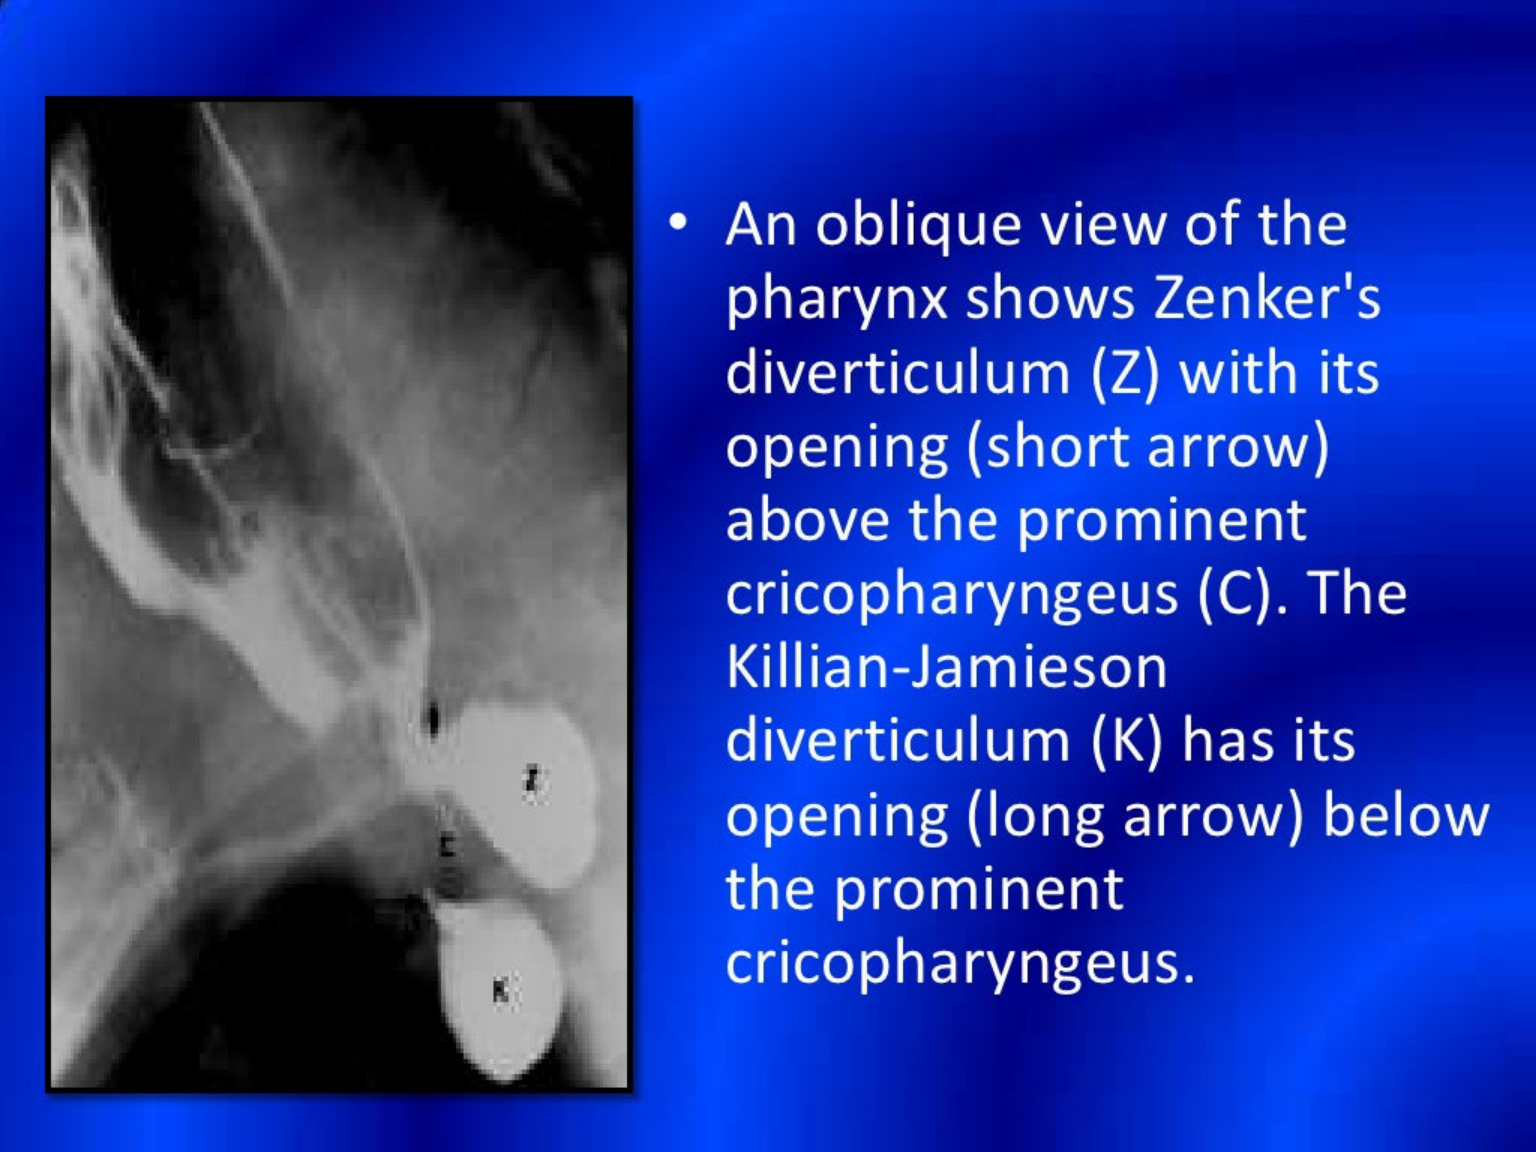 • An oblique view of the
pharynx shows Zenker's
diverticulum (Z) with its
opening (short arrow)
above the prominent
cricopharyngeus (C). The
Killian-Jamieson
diverticulum (K) has its
opening (long arrow) below
the prominent
cricopharyngeus.
Z
C
K